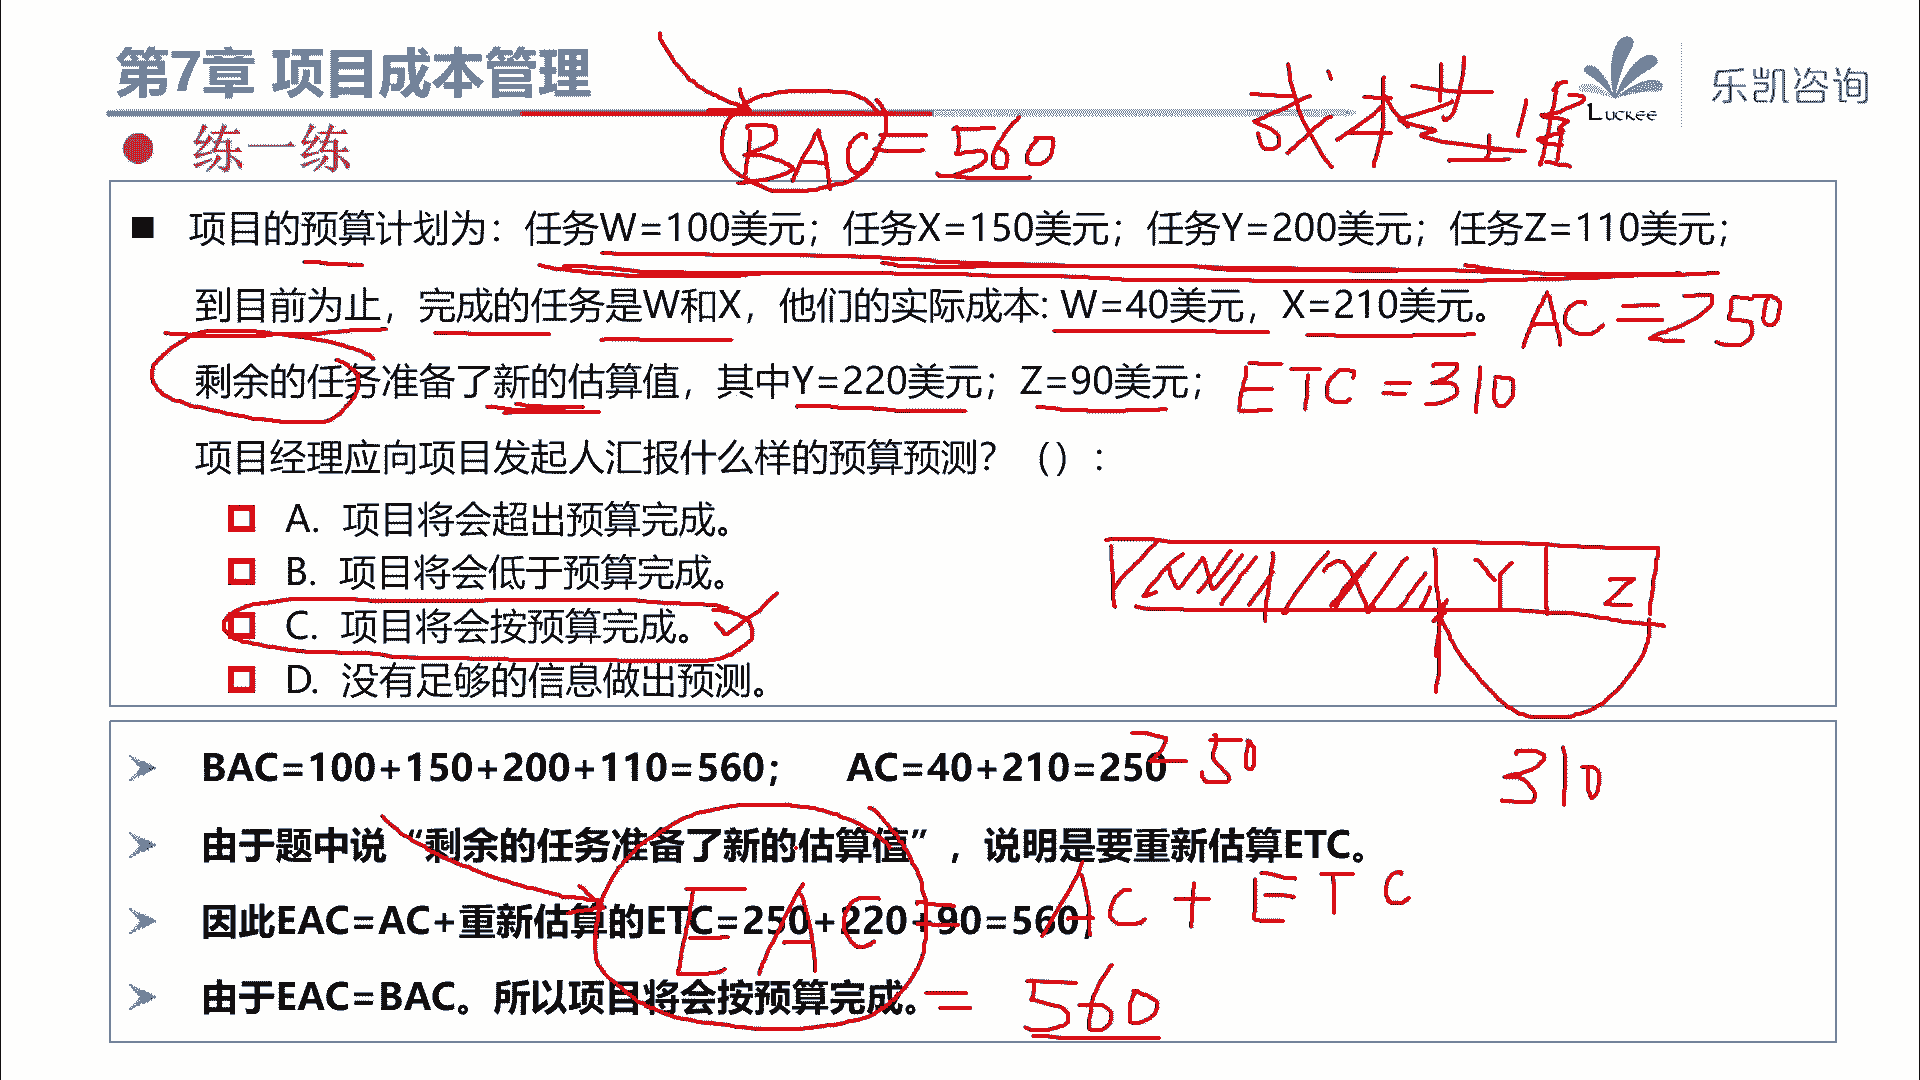 第7章 项目成本管理
成本基准
LUCKEE 乐凯咨询
练一练
BAC=560
■ 项目的预算计划为：任务W=100美元；任务X=150美元；任务Y=200美元；任务Z=110美元；
到目前为止，完成的任务是W和X，他们的实际成本: W=40美元，X=210美元。
AC=250
剩余的任务准备了新的估算值，其中Y=220美元；Z=90美元；
ETC=310
项目经理应向项目发起人汇报什么样的预算预测？（）：
A. 项目将会超出预算完成。
B. 项目将会低于预算完成。
C. 项目将会按预算完成。
D. 没有足够的信息做出预测。
Y Z
310
BAC=100+150+200+110=560； AC=40+210=250
250
由于题中说“剩余的任务准备了新的估算值”，说明是要重新估算ETC。
因此EAC=AC+重新估算的ETC=250+220+90=560；
EAC=AC+ETC
由于EAC=BAC。所以项目将会按预算完成。
=560